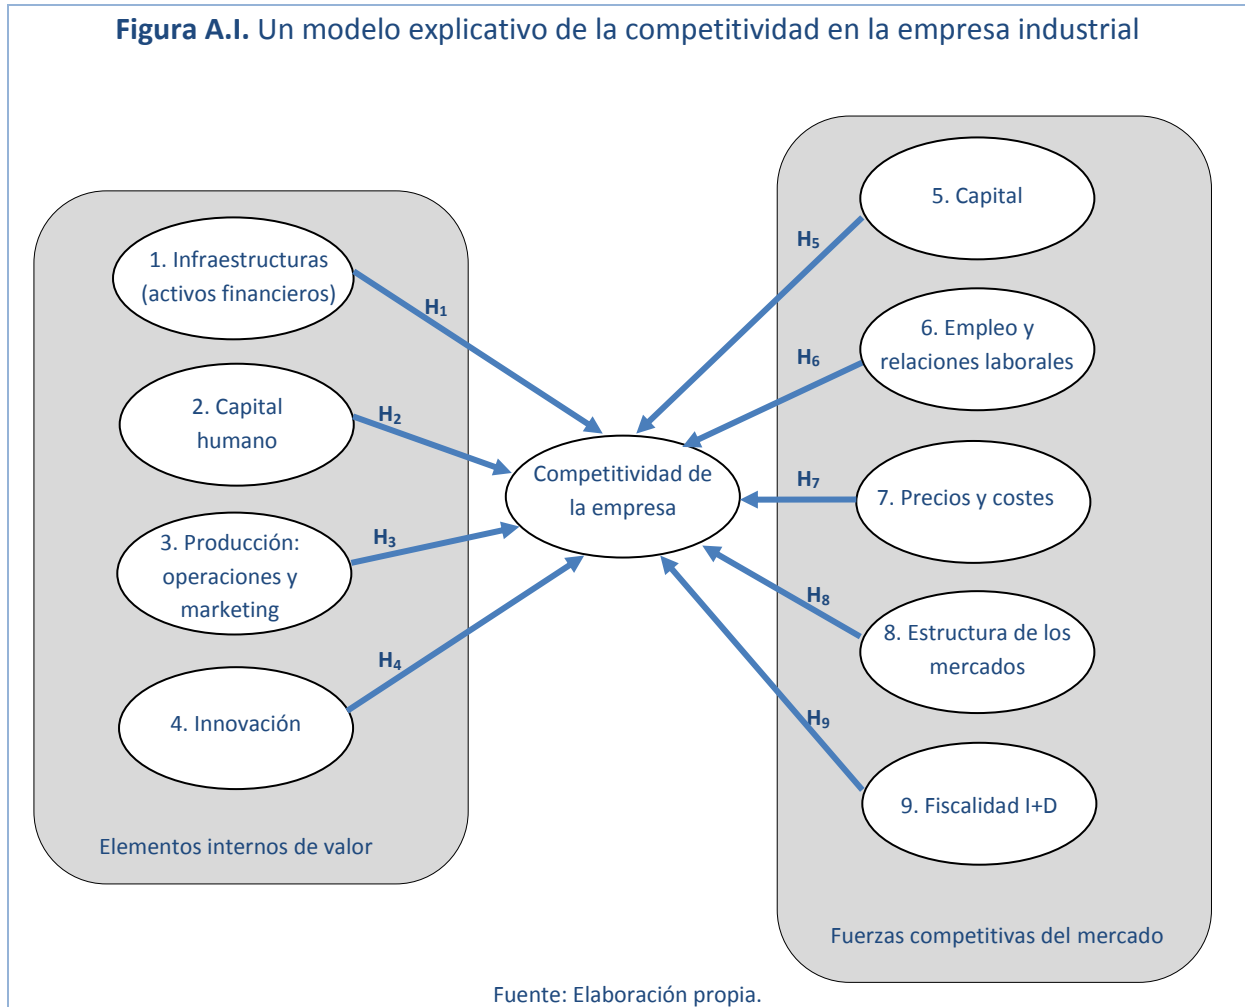 Figura A.I. Un modelo explicativo de la competitividad en la empresa industrial
1. Infraestructuras
(activos financieros)
2. Capital
humano
3. Producción:
operaciones y
marketing
4. Innovación
Elementos internos de valor
H1
H2
H3
H4
Competitividad de
la empresa
H5
H6
H7
H8
H9
5. Capital
6. Empleo y
relaciones laborales
7. Precios y costes
8. Estructura de los
mercados
9. Fiscalidad I+D
Fuerzas competitivas del mercado
Fuente: Elaboración propia.